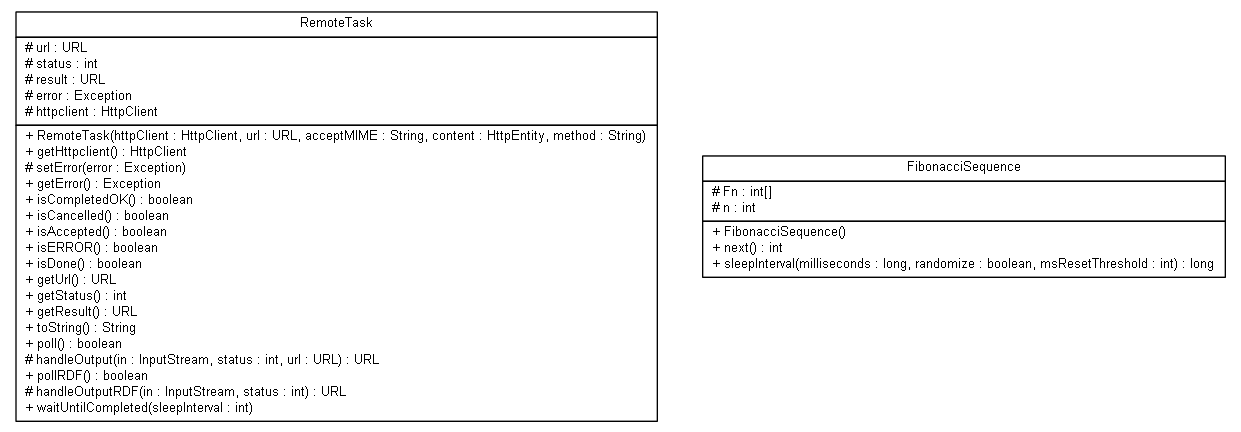 RemoteTask
# url : URL
# status : int
# result : URL
# error : Exception
# httpclient : HttpClient
+ RemoteTask(httpClient : HttpClient, url : URL, acceptMIME : String, content : HttpEntity, method : String)
+ getHttpclient() : HttpClient
# setError(error : Exception)
+ getError() : Exception
+ isCompletedOK() : boolean
+ isCancelled() : boolean
+ isAccepted() : boolean
+ isERROR() : boolean
+ isDone() : boolean
+ getUrl() : URL
+ getStatus() : int
+ getResult() : URL
+ toString() : String
+ poll() : boolean
# handleOutput(in : InputStream, status : int, url : URL) : URL
+ pollRDF() : boolean
# handleOutputRDF(in : InputStream, status : int) : URL
+ waitUntilCompleted(sleepInterval : int)
FibonacciSequence
# Fn : int[]
# n : int
+ FibonacciSequence()
+ next() : int
+ sleepInterval(milliseconds : long, randomize : boolean, msResetThreshold : int) : long